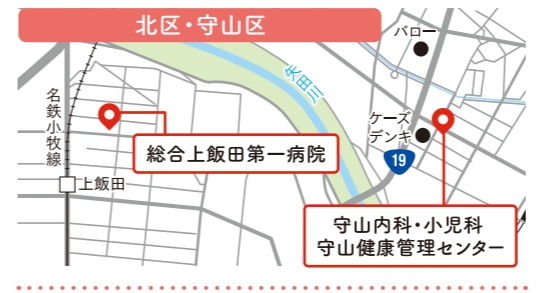 北区・守山区
バロー
矢田川
名鉄小牧線
ケーズ
デンキ
総合上飯田第一病院
19
上飯田
守山内科・小児科
守山健康管理センター